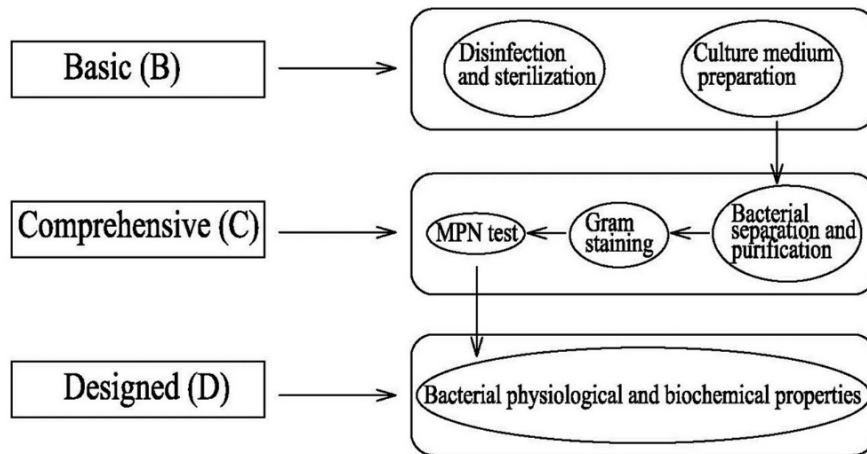 Basic (B)
Disinfection
and sterilization
Culture medium
preparation
Comprehensive (C)
MPN test
Gram
staining
Bacterial
separation and
purification
Designed (D)
Bacterial physiological and biochemical properties